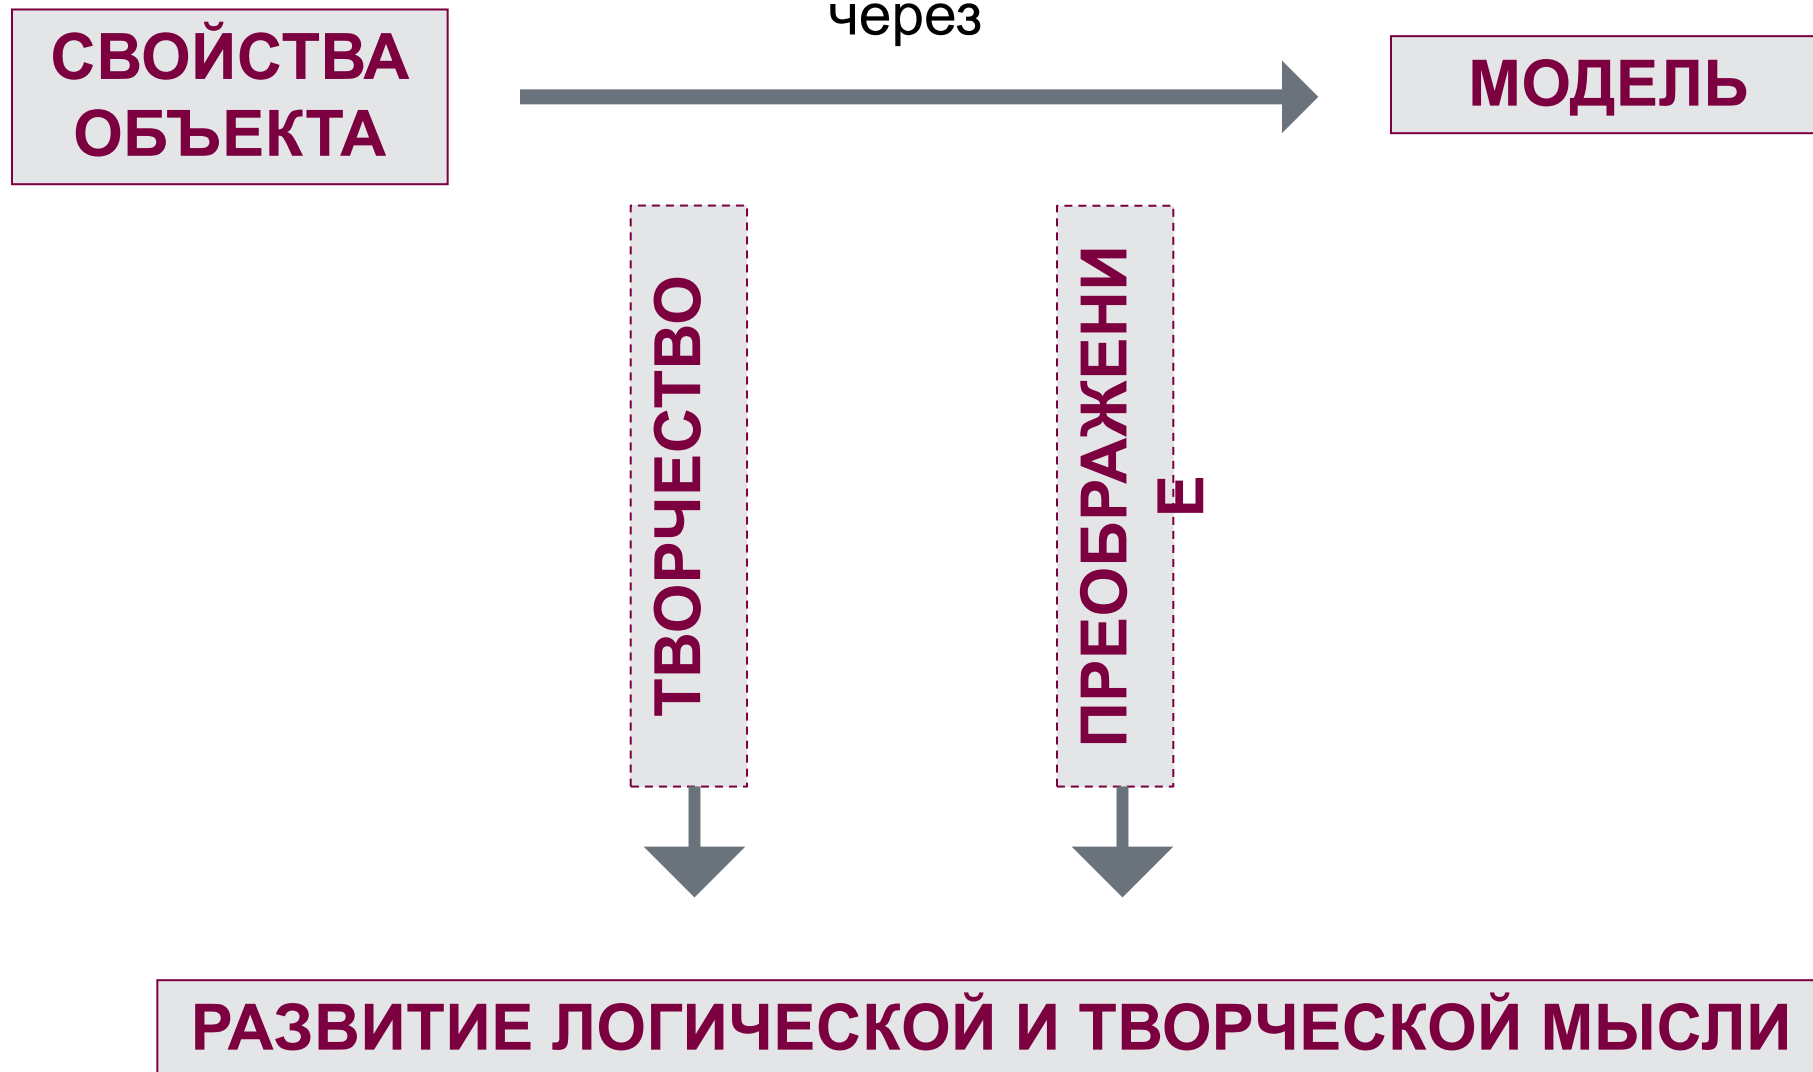 через
СВОЙСТВА
ОБЪЕКТА
МОДЕЛЬ
ТВОРЧЕСТВО
ПРЕОБРАЖЕНИ
Е
РАЗВИТИЕ ЛОГИЧЕСКОЙ И ТВОРЧЕСКОЙ МЫСЛИ